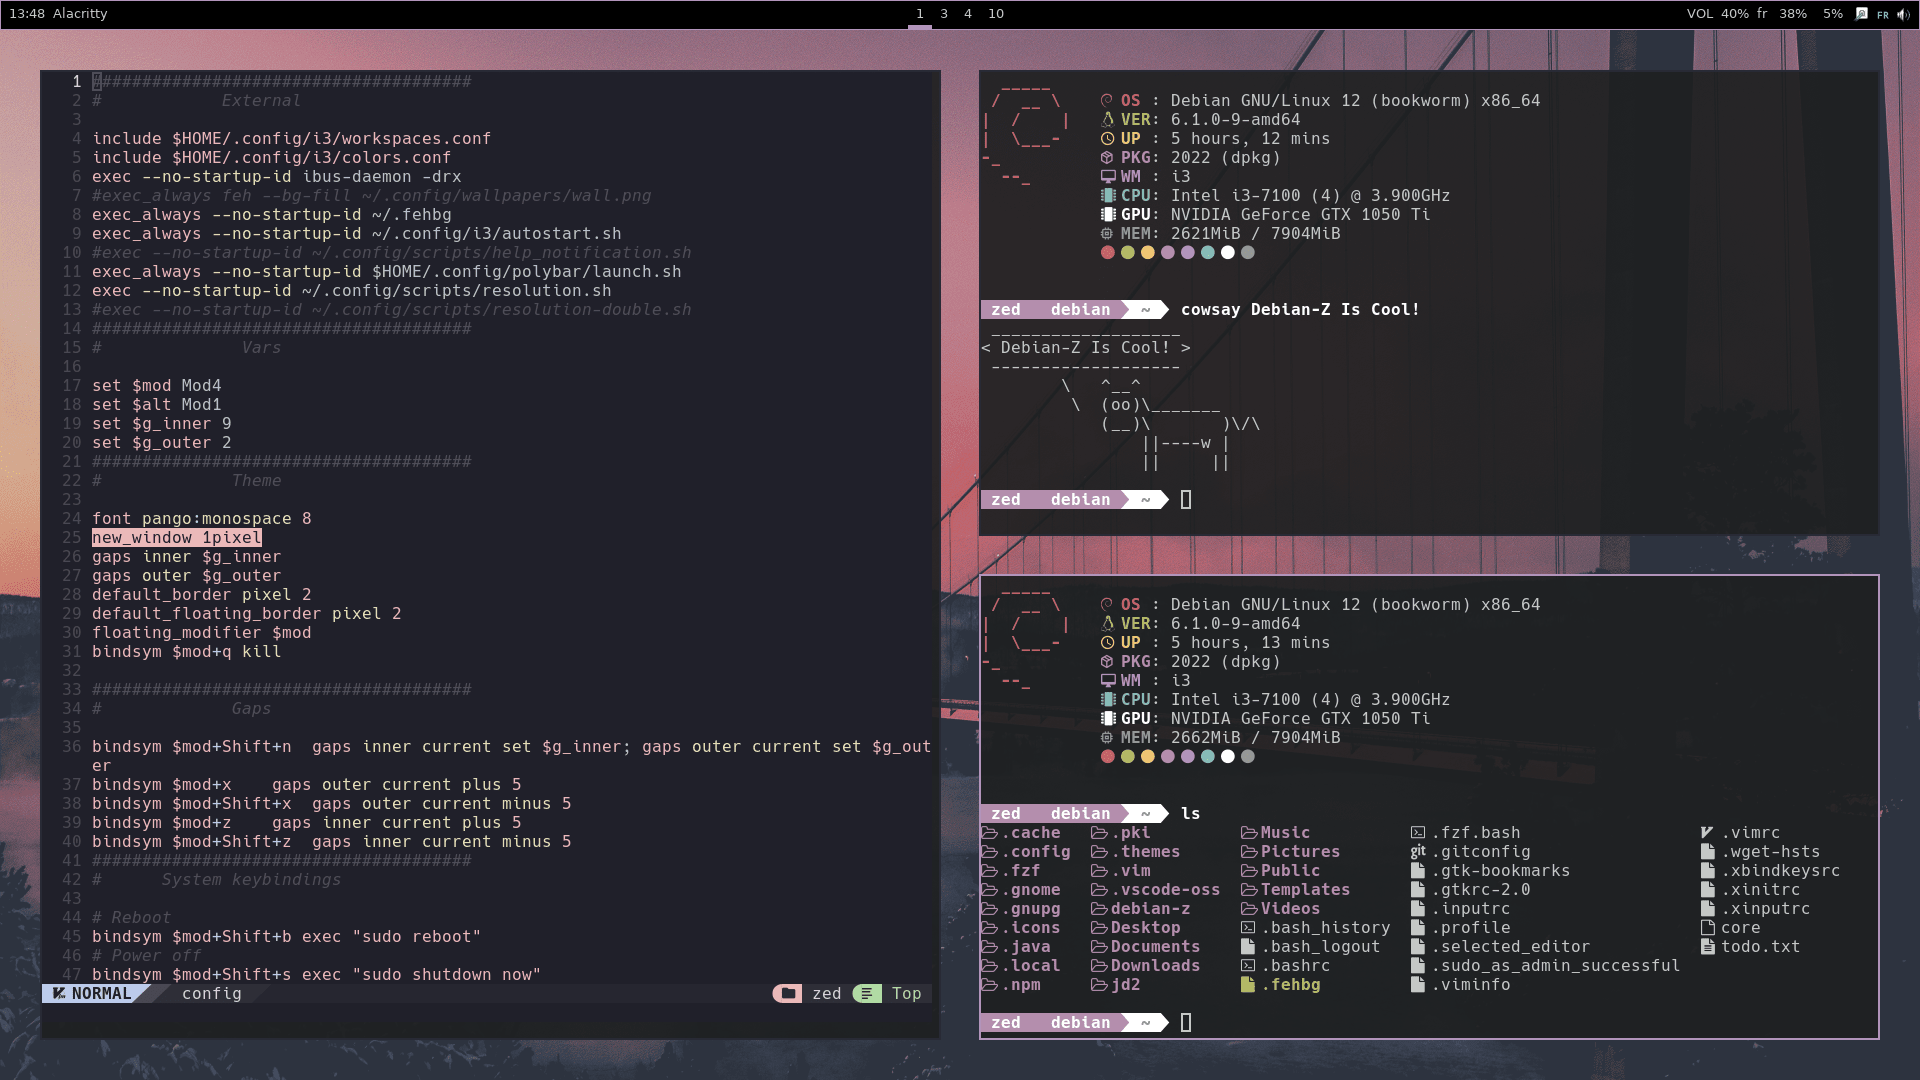 13:48 Alacritty
1 3 4 10
VOL 40% fr 38% 5% FR
1 ######################################
2 #            External
3
4 include $HOME/.config/i3/workspaces.conf
5 include $HOME/.config/i3/colors.conf
6 exec --no-startup-id ibus-daemon -drx
7 #exec_always feh --bg-fill ~/.config/wallpapers/wall.png
8 exec_always --no-startup-id ~/.fehbg
9 exec_always --no-startup-id ~/.config/i3/autostart.sh
10 #exec --no-startup-id ~/.config/scripts/help_notification.sh
11 exec_always --no-startup-id $HOME/.config/polybar/launch.sh
12 exec --no-startup-id ~/.config/scripts/resolution.sh
13 #exec --no-startup-id ~/.config/scripts/resolution-double.sh
14 ######################################
15 #              Vars
16
17 set $mod Mod4
18 set $alt Mod1
19 set $g_inner 9
20 set $g_outer 2
21 ######################################
22 #             Theme
23
24 font pango:monospace 8
25 new_window 1pixel
26 gaps inner $g_inner
27 gaps outer $g_outer
28 default_border pixel 2
29 default_floating_border pixel 2
30 floating_modifier $mod
31 bindsym $mod+q kill
32
33 ######################################
34 #             Gaps
35
36 bindsym $mod+Shift+n  gaps inner current set $g_inner; gaps outer current set $g_out
er
37 bindsym $mod+x    gaps outer current plus 5
38 bindsym $mod+Shift+x  gaps outer current minus 5
39 bindsym $mod+z    gaps inner current plus 5
40 bindsym $mod+Shift+z  gaps inner current minus 5
41 ######################################
42 #      System keybindings
43
44 # Reboot
45 bindsym $mod+Shift+b exec "sudo reboot"
46 # Power off
47 bindsym $mod+Shift+s exec "sudo shutdown now"
NORMAL config zed Top
OS : Debian GNU/Linux 12 (bookworm) x86_64
VER: 6.1.0-9-amd64
UP : 5 hours, 12 mins
PKG: 2022 (dpkg)
WM : i3
CPU: Intel i3-7100 (4) @ 3.900GHz
GPU: NVIDIA GeForce GTX 1050 Ti
MEM: 2621MiB / 7904MiB
zed debian ~ cowsay Debian-Z Is Cool!
 ___________________
< Debian-Z Is Cool! >
 -------------------
        \   ^__^
         \  (oo)\_______
            (__)\       )\/\
                ||----w |
                ||     ||
zed debian ~
OS : Debian GNU/Linux 12 (bookworm) x86_64
VER: 6.1.0-9-amd64
UP : 5 hours, 13 mins
PKG: 2022 (dpkg)
WM : i3
CPU: Intel i3-7100 (4) @ 3.900GHz
GPU: NVIDIA GeForce GTX 1050 Ti
MEM: 2662MiB / 7904MiB
zed debian ~ ls
.cache .pki Music .fzf.bash .vimrc
.config .themes Pictures git .gitconfig .wget-hsts
.fzf .vim Public .gtk-bookmarks .xbindkeysrc
.gnome .vscode-oss Templates .gtkrc-2.0 .xinitrc
.gnupg debian-z Videos .inputrc .xinputrc
.icons Desktop .bash_history .profile core
.java Documents .bash_logout .selected_editor todo.txt
.local Downloads .bashrc .sudo_as_admin_successful
.npm jd2 .fehbg .viminfo
zed debian ~